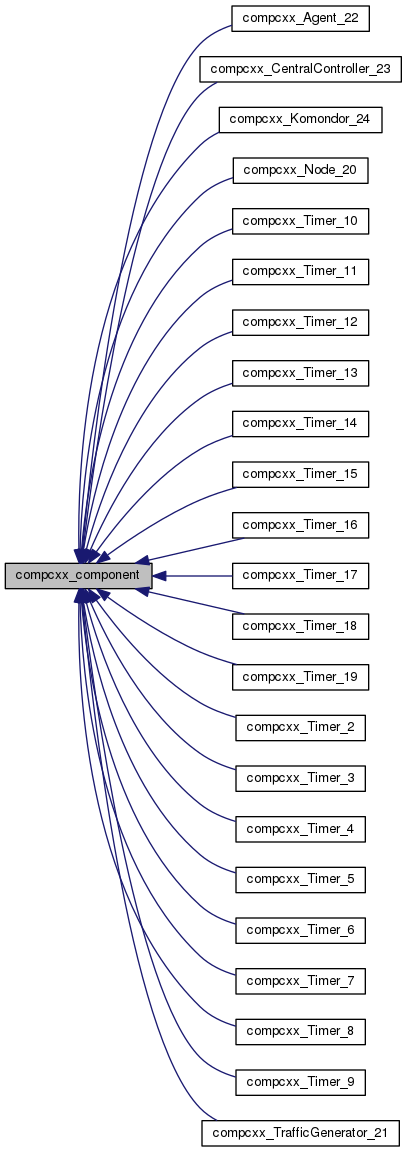 compcxx_Agent_22
compcxx_CentralController_23
compcxx_Komondor_24
compcxx_Node_20
compcxx_Timer_10
compcxx_Timer_11
compcxx_Timer_12
compcxx_Timer_13
compcxx_Timer_14
compcxx_Timer_15
compcxx_Timer_16
compcxx_component
compcxx_Timer_17
compcxx_Timer_18
compcxx_Timer_19
compcxx_Timer_2
compcxx_Timer_3
compcxx_Timer_4
compcxx_Timer_5
compcxx_Timer_6
compcxx_Timer_7
compcxx_Timer_8
compcxx_Timer_9
compcxx_TrafficGenerator_21